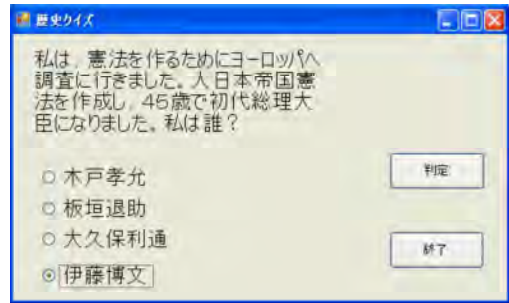 歴史クイズ
私は、憲法を作るためにヨーロッパへ
調査に行きました。人日本帝国憲
法を作成し、45歳で初代総理大
臣になりました。私は誰？
木戸孝允
板垣退助
大久保利通
伊藤博文
判定
終了